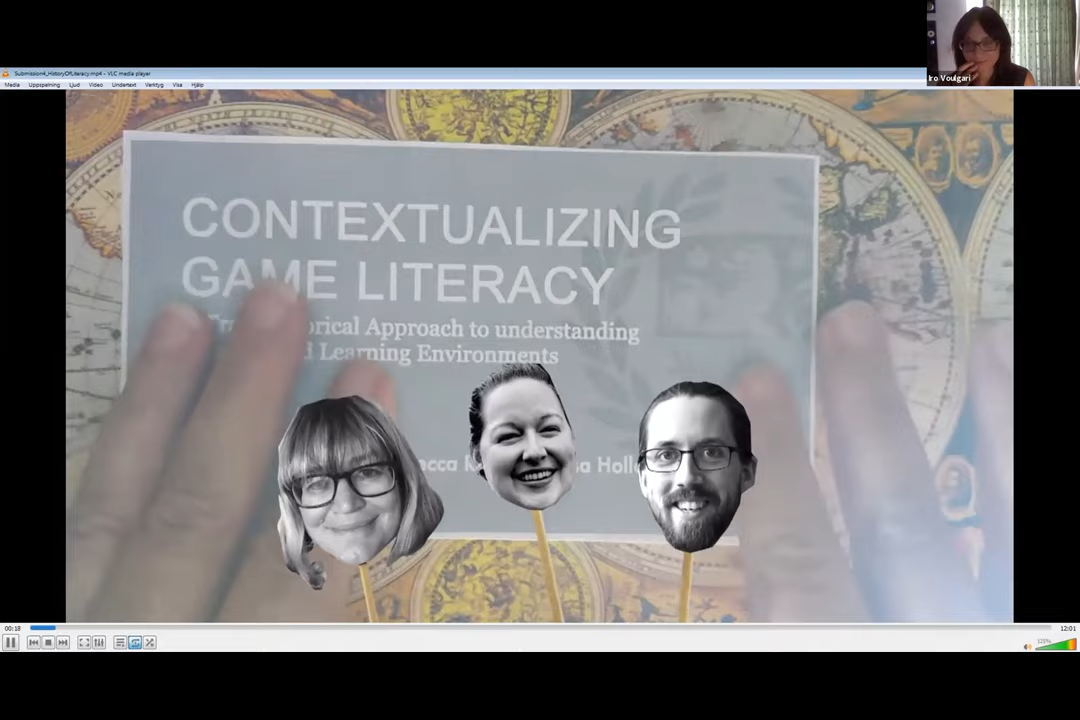 Submission4_HistoryOfLiteracy.mp4 - VLC media player
Media Uppspelning Ljud Video Undertext Verktyg Visa Hjälp
Iro Voulgari
CONTEXTUALIZING
GAME LITERACY
Approach to understanding
Learning Environments
00:18
12:01
125%